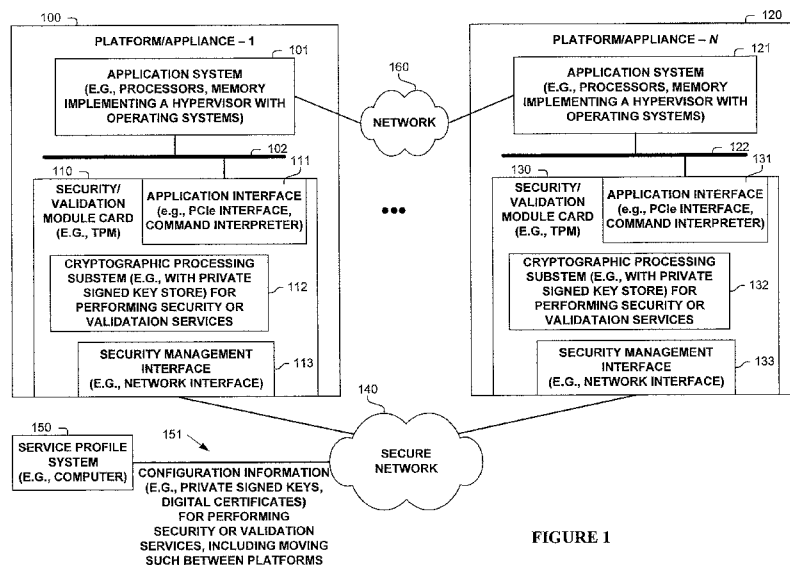 100
PLATFORM/APPLIANCE – 1
101
APPLICATION SYSTEM
(E.G., PROCESSORS, MEMORY
IMPLEMENTING A HYPERVISOR WITH
OPERATING SYSTEMS)
102
110
111
SECURITY/
VALIDATION
MODULE CARD
(E.G., TPM)
APPLICATION INTERFACE
(e.g., PCIe INTERFACE,
COMMAND INTERPRETER)
CRYPTOGRAPHIC PROCESSING
SUBSTEM (E.G., WITH PRIVATE
SIGNED KEY STORE) FOR
PERFORMING SECURITY OR
VALIDATAION SERVICES
112
SECURITY MANAGEMENT
INTERFACE
(E.G., NETWORK INTERFACE)
113
160
NETWORK
•••
120
PLATFORM/APPLIANCE – N
121
APPLICATION SYSTEM
(E.G., PROCESSORS, MEMORY
IMPLEMENTING A HYPERVISOR WITH
OPERATING SYSTEMS)
122
130
131
SECURITY/
VALIDATION
MODULE CARD
(E.G., TPM)
APPLICATION INTERFACE
(e.g., PCIe INTERFACE,
COMMAND INTERPRETER)
CRYPTOGRAPHIC PROCESSING
SUBSTEM (E.G., WITH PRIVATE
SIGNED KEY STORE) FOR
PERFORMING SECURITY OR
VALIDATAION SERVICES
132
SECURITY MANAGEMENT
INTERFACE
(E.G., NETWORK INTERFACE)
133
140
SECURE
NETWORK
150
SERVICE PROFILE
SYSTEM
(E.G., COMPUTER)
151
CONFIGURATION INFORMATION
(E.G., PRIVATE SIGNED KEYS,
DIGITAL CERTIFICATES)
FOR PERFORMING
SECURITY OR VALIDATION
SERVICES, INCLUDING MOVING
SUCH BETWEEN PLATFORMS
FIGURE 1